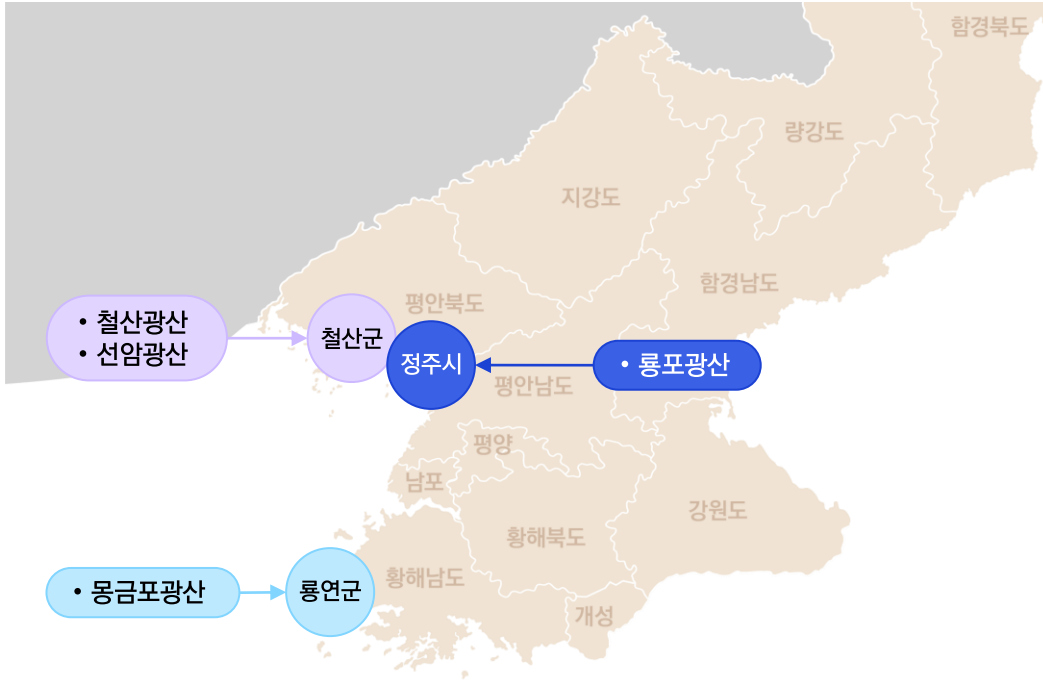 함경북도
량강도
지강도
함경남도
평안북도
• 철산광산
• 선암광산
철산군
정주시
• 룡포광산
평안남도
평양
남포
강원도
황해북도
황해남도
• 몽금포광산
룡연군
개성